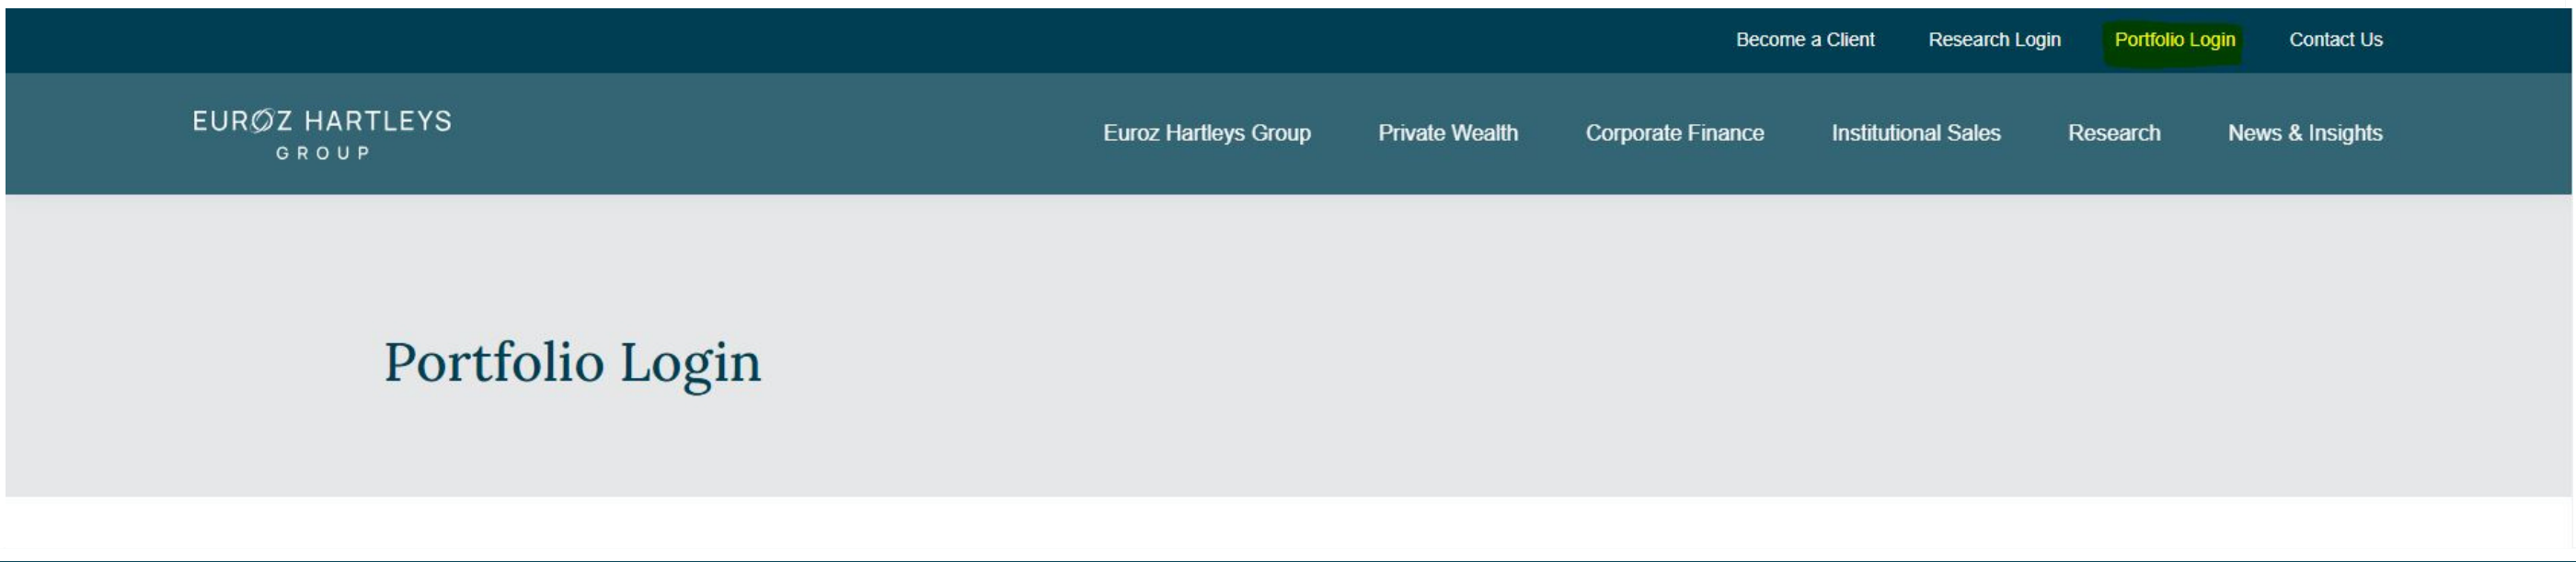 Become a Client Research Login Portfolio Login Contact Us
EUROZ HARTLEYS
GROUP
Euroz Hartleys Group Private Wealth Corporate Finance Institutional Sales Research News & Insights
Portfolio Login